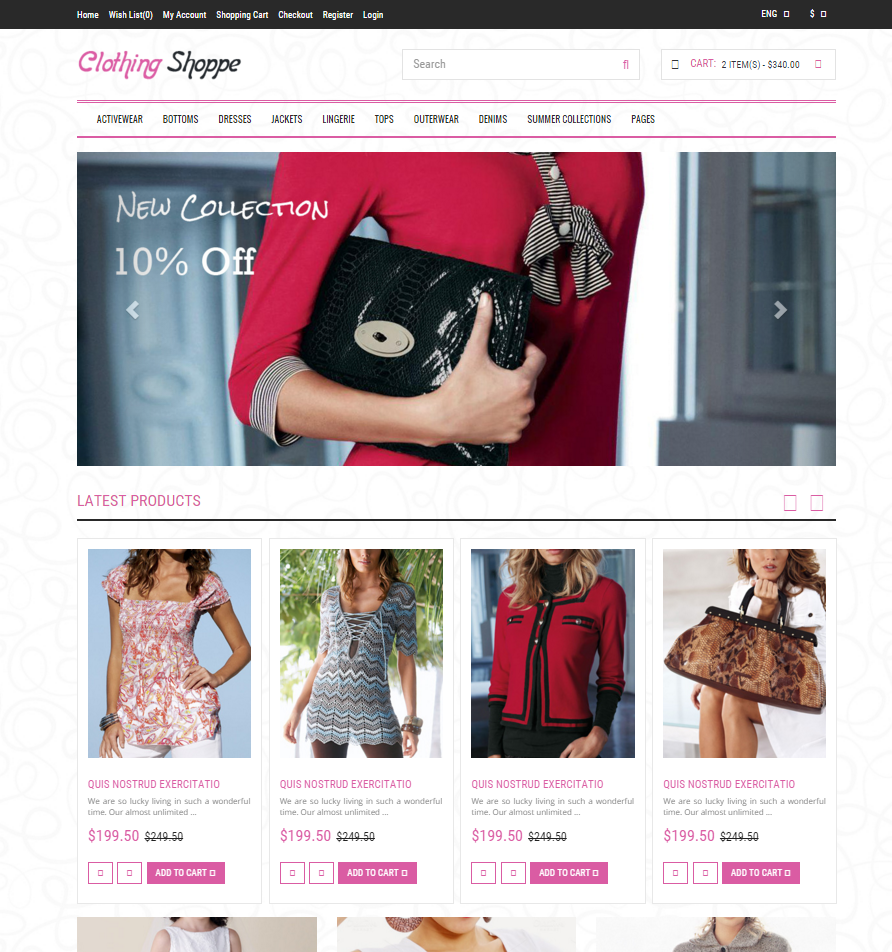 Home Wish List(0) My Account Shopping Cart Checkout Register Login ENG $
Clothing Shoppe
Search
CART: 2 ITEM(S) - $340.00
ACTIVEWEAR BOTTOMS DRESSES JACKETS LINGERIE TOPS OUTERWEAR DENIMS SUMMER COLLECTIONS PAGES
New Collection
10% Off
LATEST PRODUCTS
QUIS NOSTRUD EXERCITATIO
We are so lucky living in such a wonderful
time. Our almost unlimited ...
$199.50 $249.50
ADD TO CART
QUIS NOSTRUD EXERCITATIO
We are so lucky living in such a wonderful
time. Our almost unlimited ...
$199.50 $249.50
ADD TO CART
QUIS NOSTRUD EXERCITATIO
We are so lucky living in such a wonderful
time. Our almost unlimited ...
$199.50 $249.50
ADD TO CART
QUIS NOSTRUD EXERCITATIO
We are so lucky living in such a wonderful
time. Our almost unlimited ...
$199.50 $249.50
ADD TO CART